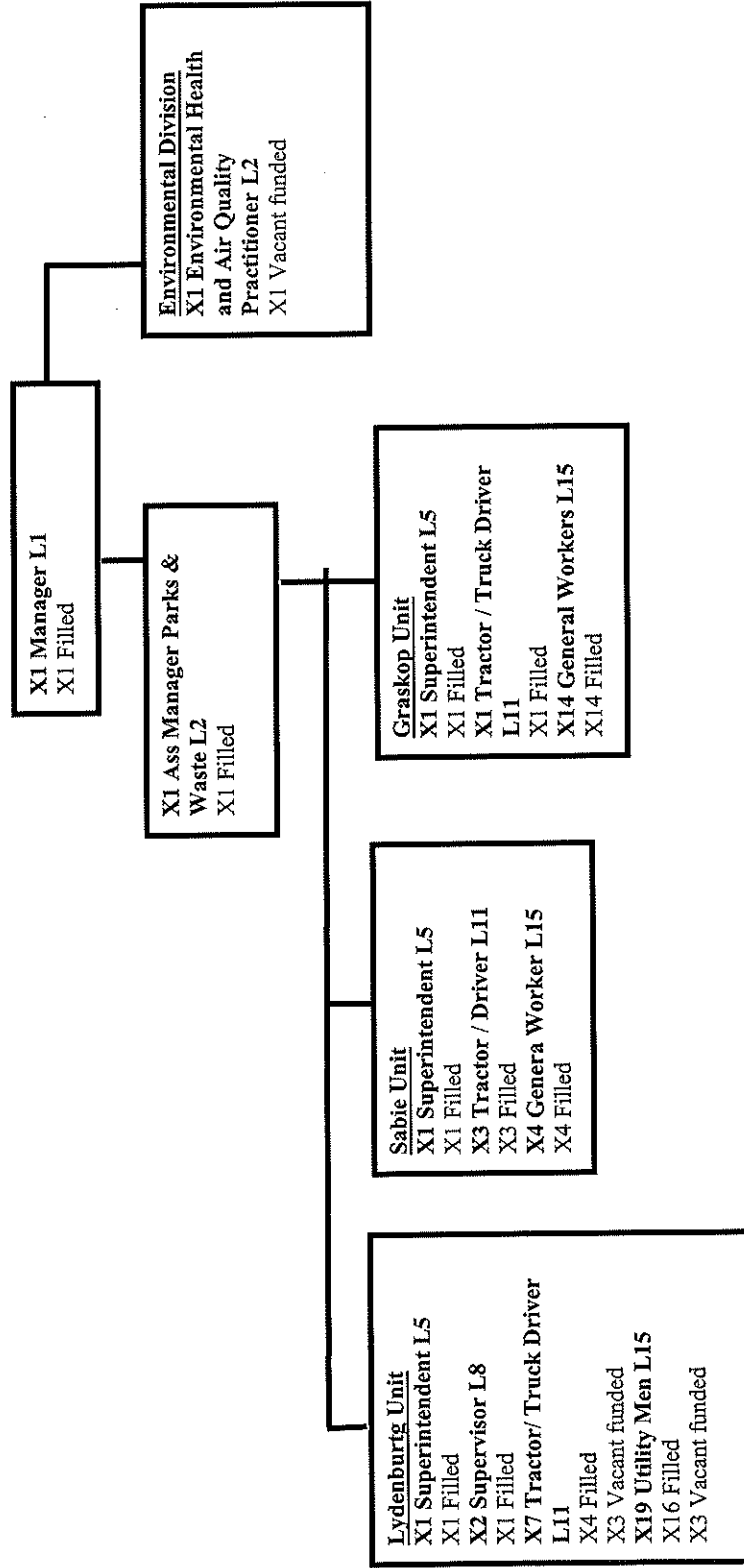 X1 Manager L1
X1 Filled
Environmental Division
X1 Environmental Health
and Air Quality
Practitioner L2
X1 Vacant funded
X1 Ass Manager Parks &
Waste L2
X1 Filled
Lydenburtg Unit
X1 Superintendent L5
X1 Filled
X2 Supervisor L8
X1 Filled
X7 Tractor/ Truck Driver
L11
X4 Filled
X3 Vacant funded
X19 Utility Men L15
X16 Filled
X3 Vacant funded
Sabie Unit
X1 Superintendent L5
X1 Filled
X3 Tractor / Driver L11
X3 Filled
X4 Genera Worker L15
X4 Filled
Graskop Unit
X1 Superintendent L5
X1 Filled
X1 Tractor / Truck Driver
L11
X1 Filled
X14 General Workers L15
X14 Filled